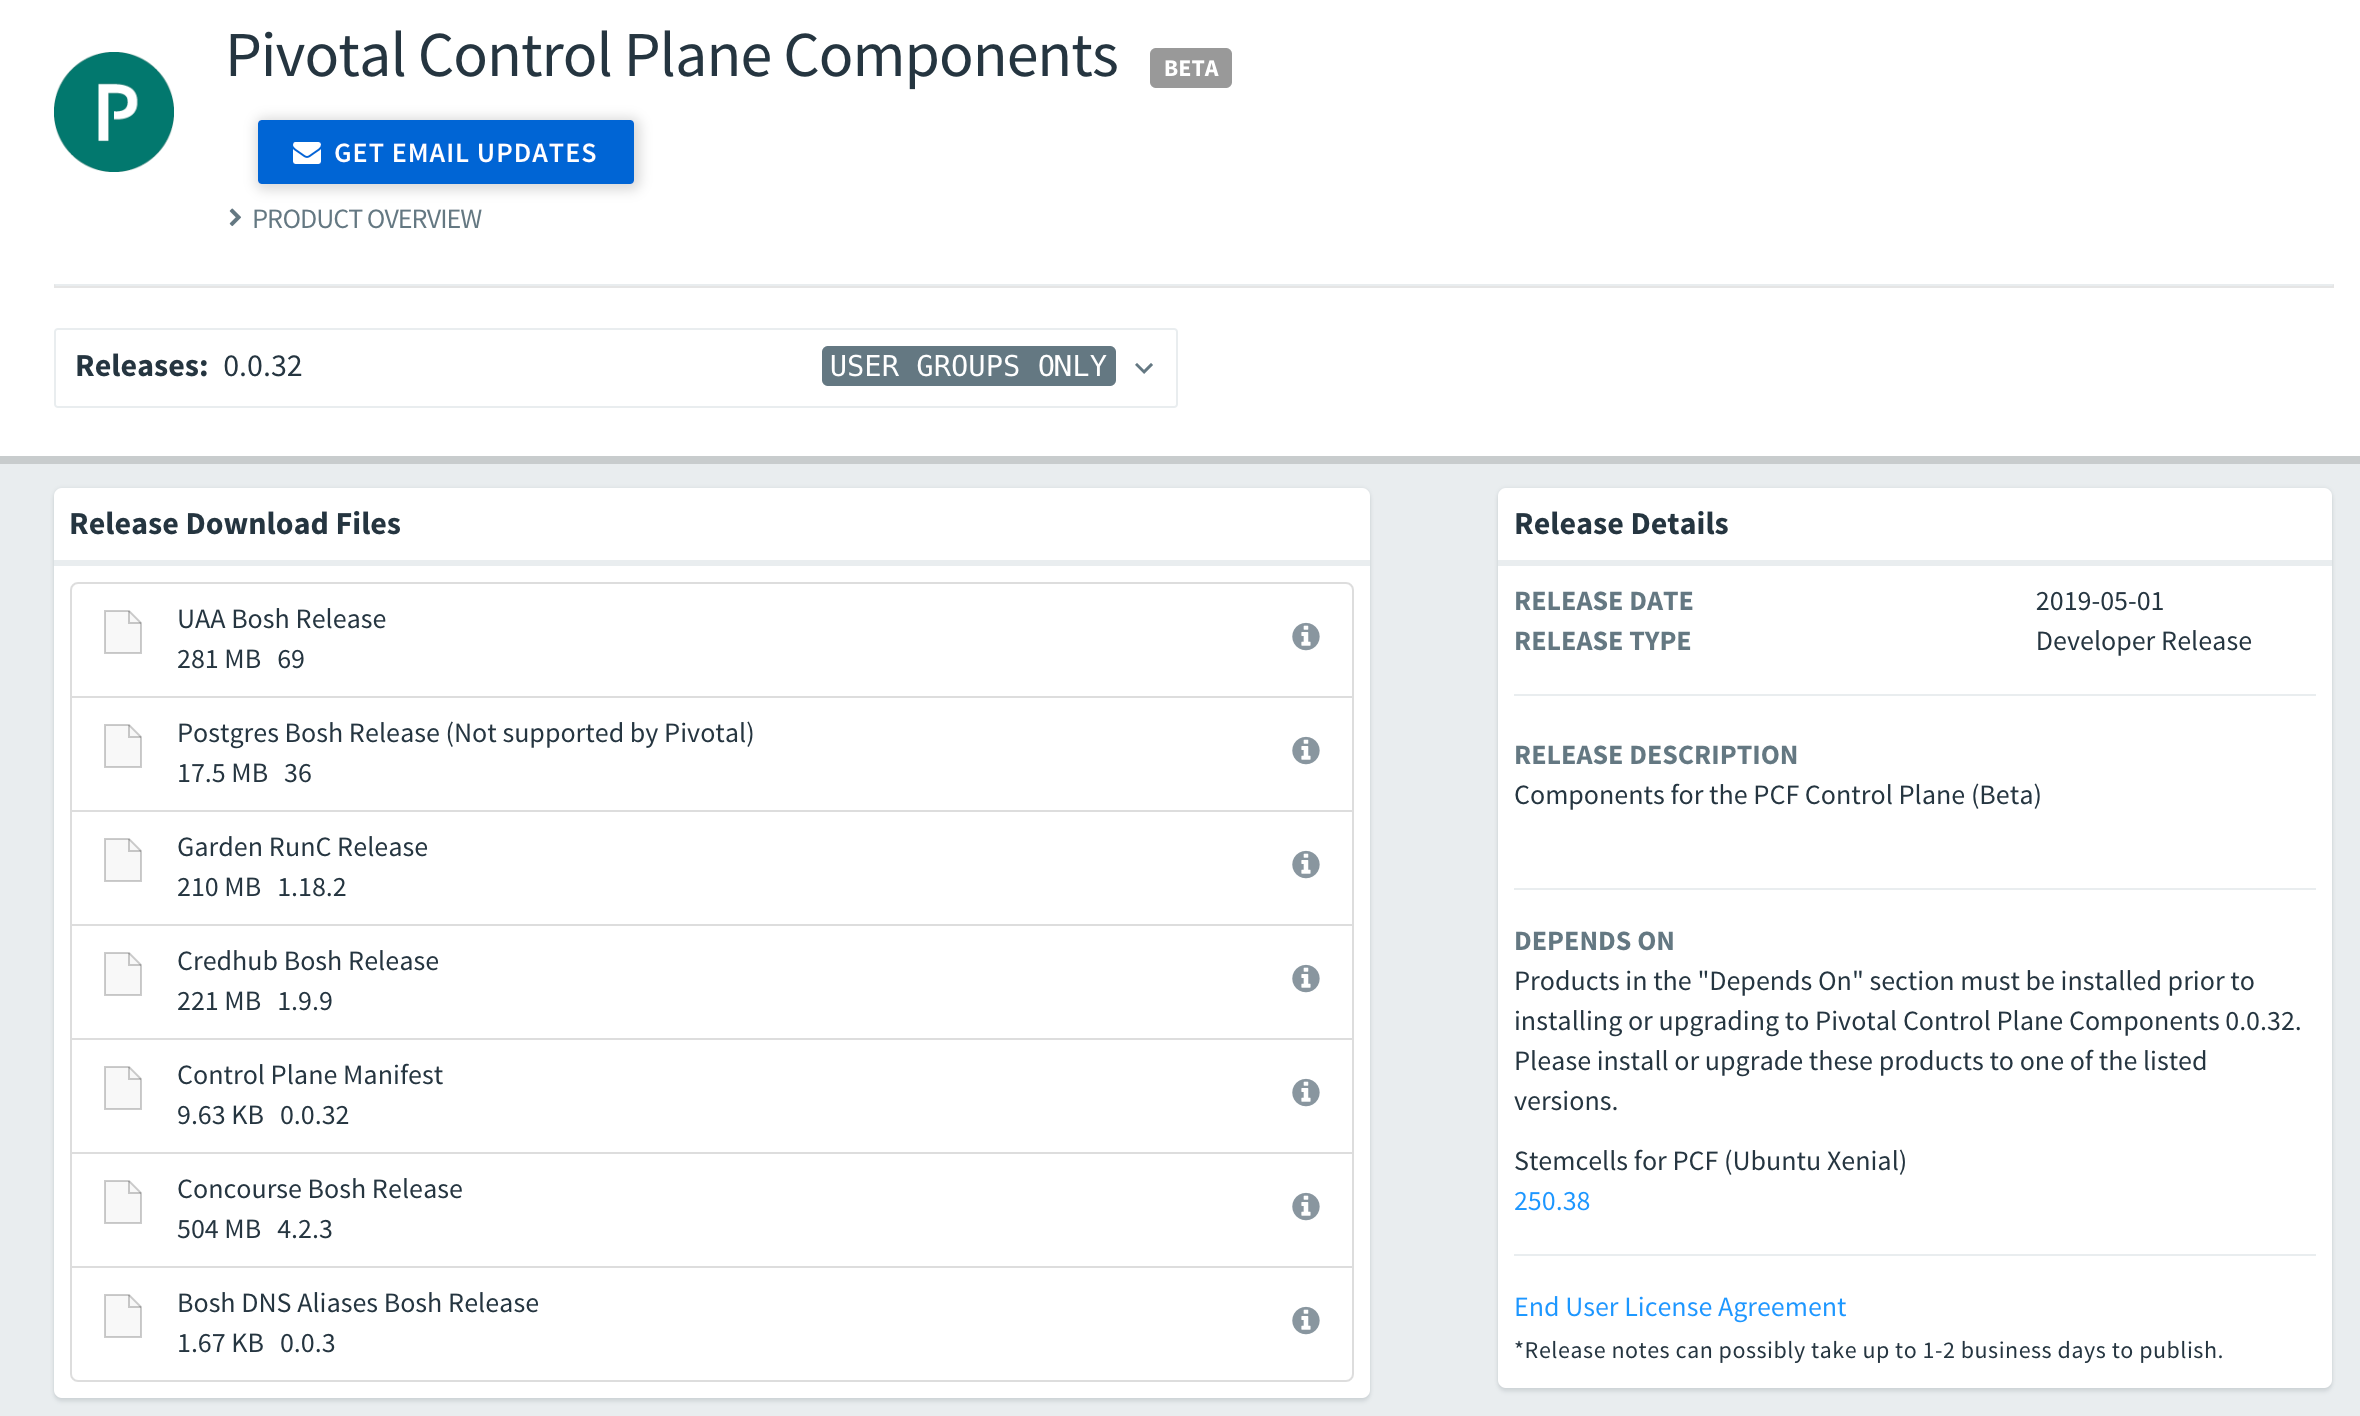 P
Pivotal Control Plane Components BETA
GET EMAIL UPDATES
PRODUCT OVERVIEW
Releases: 0.0.32 USER GROUPS ONLY
Release Download Files
UAA Bosh Release
281 MB 69
Postgres Bosh Release (Not supported by Pivotal)
17.5 MB 36
Garden RunC Release
210 MB 1.18.2
Credhub Bosh Release
221 MB 1.9.9
Control Plane Manifest
9.63 KB 0.0.32
Concourse Bosh Release
504 MB 4.2.3
Bosh DNS Aliases Bosh Release
1.67 KB 0.0.3
Release Details
RELEASE DATE 2019-05-01
RELEASE TYPE Developer Release
RELEASE DESCRIPTION
Components for the PCF Control Plane (Beta)
DEPENDS ON
Products in the "Depends On" section must be installed prior to
installing or upgrading to Pivotal Control Plane Components 0.0.32.
Please install or upgrade these products to one of the listed
versions.
Stemcells for PCF (Ubuntu Xenial)
250.38
End User License Agreement
*Release notes can possibly take up to 1-2 business days to publish.